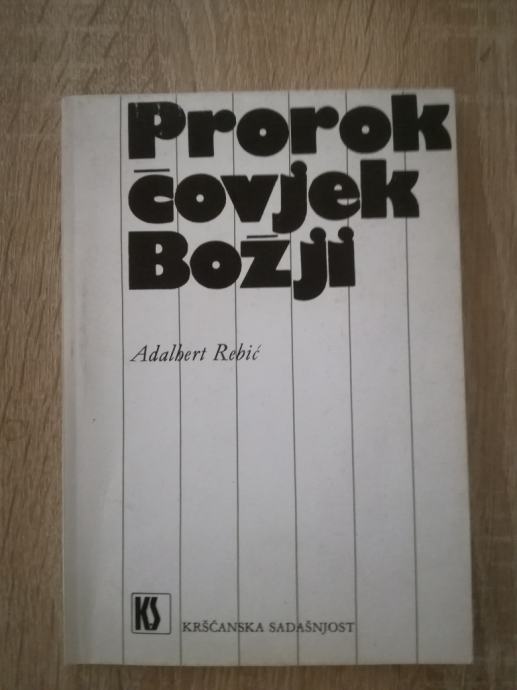 Prorok
čovjek
Božji
Adalbert Rebić
KS
KRŠĆANSKA SADAŠNJOST